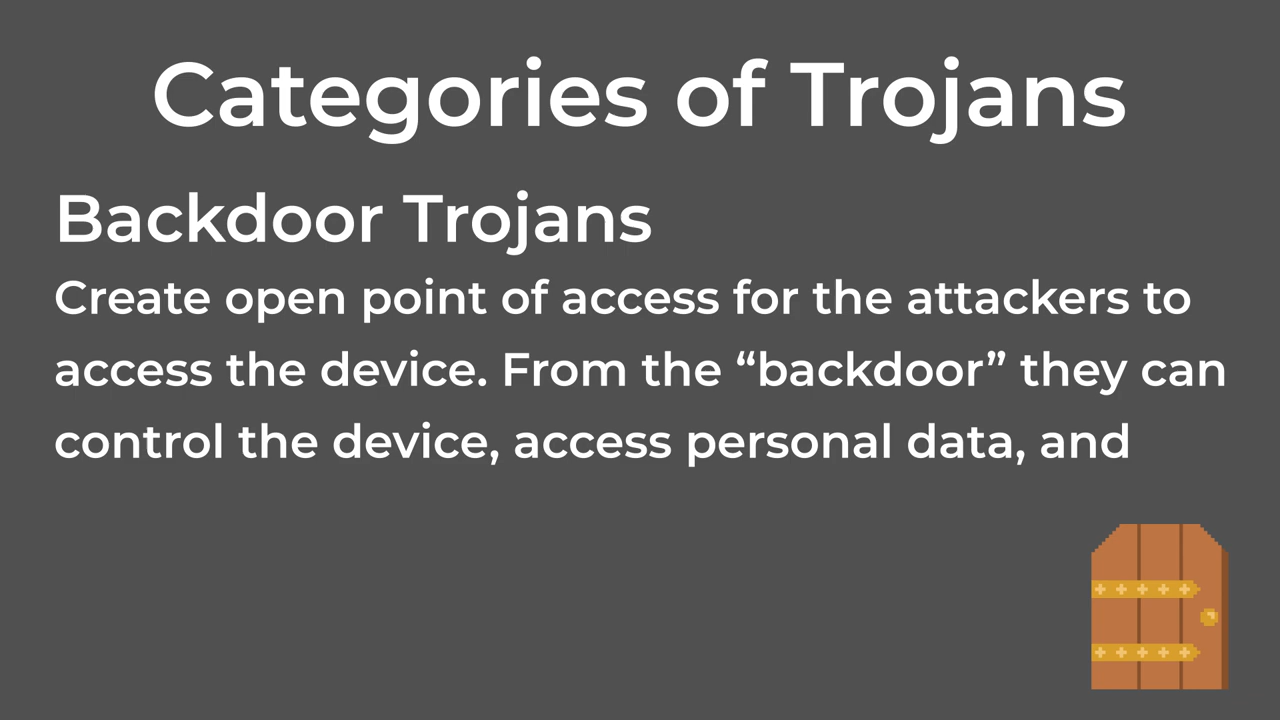 Categories of Trojans
Backdoor Trojans
Create open point of access for the attackers to
access the device. From the “backdoor” they can
control the device, access personal data, and